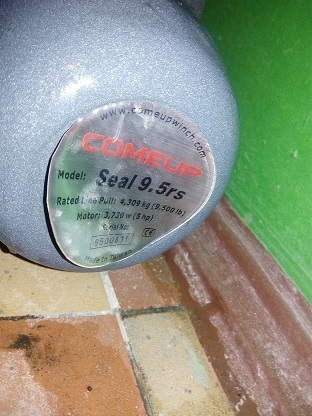 www.comeupwinch.com
COMEUP
Model: Seal 9.5rs
Rated Line Pull: 4,309 kg (9,500 lb)
Motor: 3,720 w (5 hp)
Serial No: CE
Made In TAIWAN